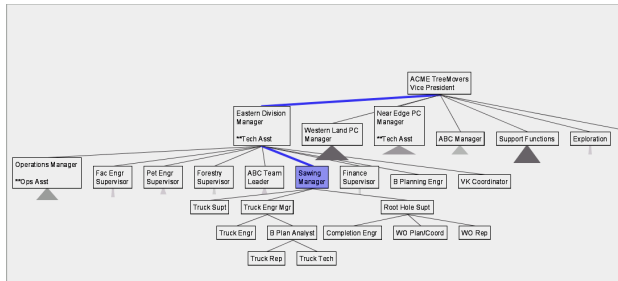 ACME TreeMovers
Vice President
Eastern Division
Manager
**Tech Asst
Western Land PC
Manager
Near Edge PC
Manager
**Tech Asst
ABC Manager
Support Functions
Exploration
Operations Manager
**Ops Asst
Fac Engr
Supervisor
Pet Engr
Supervisor
Forestry
Supervisor
ABC Team
Leader
Sawing
Manager
Finance
Supervisor
B Planning Engr
VK Coordinator
Truck Supt
Truck Engr Mgr
Root Hole Supt
Truck Engr
B Plan Analyst
Completion Engr
WO Plan/Coord
WO Rep
Truck Rep
Truck Tech